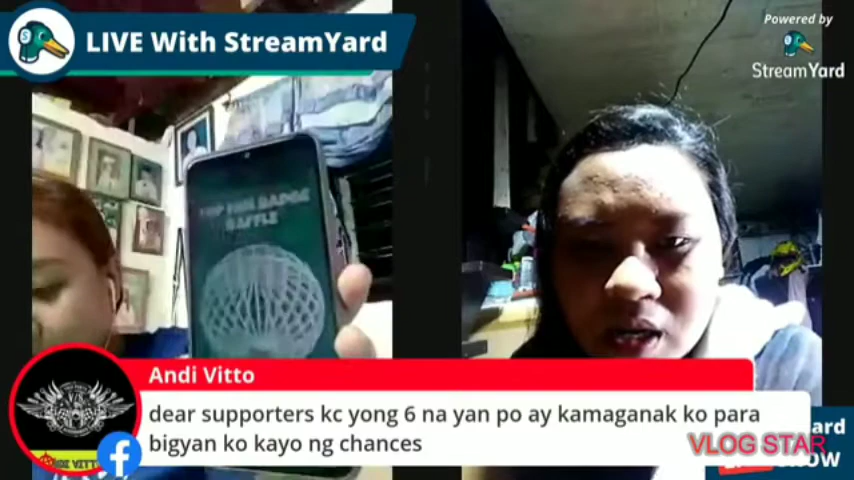 LIVE With StreamYard
Powered by
StreamYard
TOP FAN BADGE
RAFFLE
Andi Vitto
dear supporters kc yong 6 na yan po ay kamaganak ko para
bigyan ko kayo ng chances
VLOG STAR